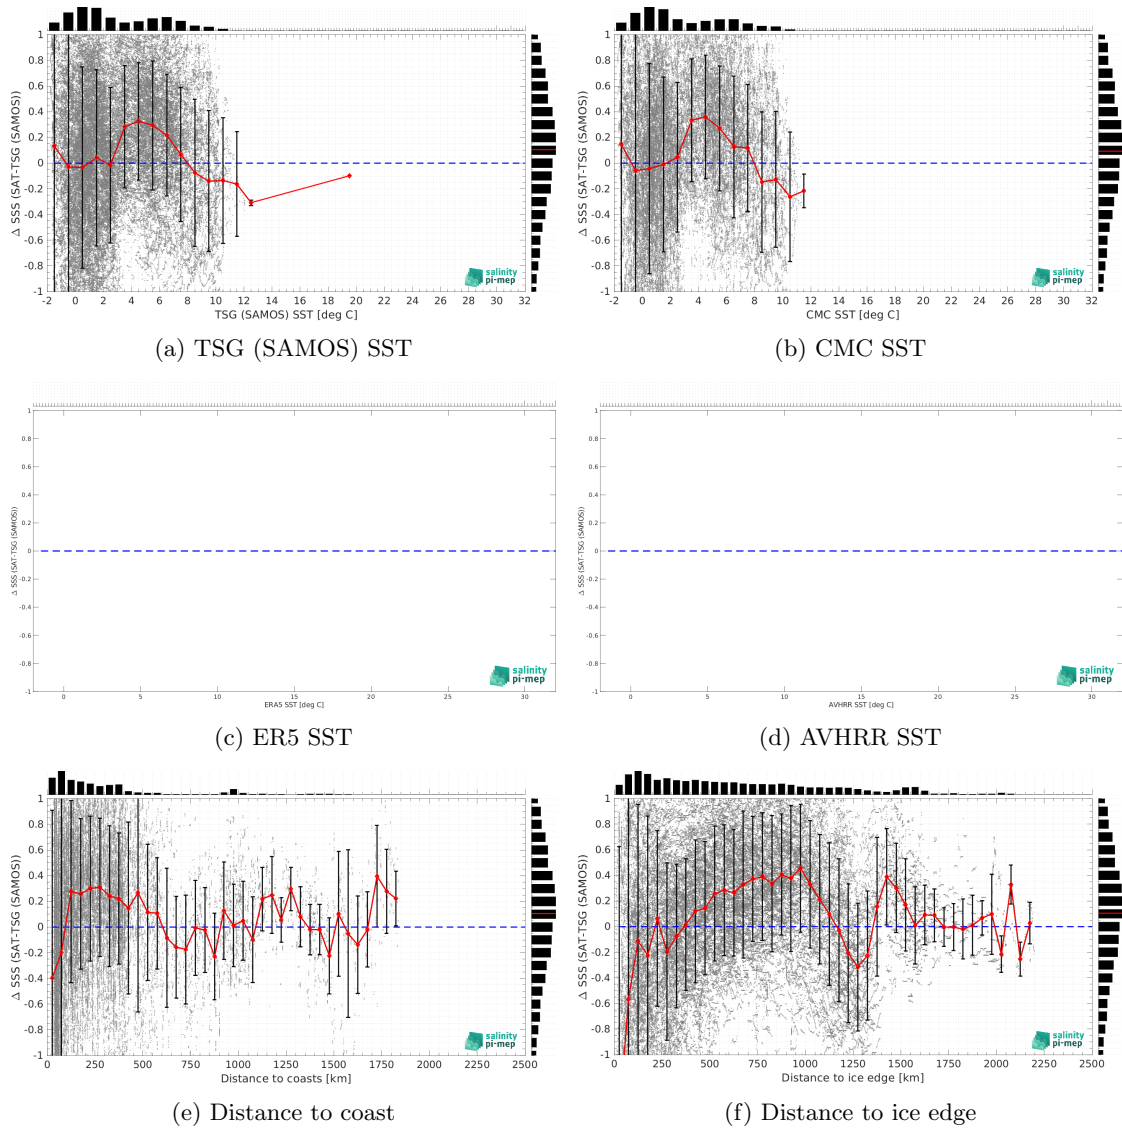 1
0.8
0.6
0.4
0.2
0
-0.2
-0.4
-0.6
-0.8
-1
Δ SSS (SAT-TSG (SAMOS))
-2 0 2 4 6 8 10 12 14 16 18 20 22 24 26 28 30 32
TSG (SAMOS) SST [deg C]
salinity
pi-mep
(a) TSG (SAMOS) SST
1
0.8
0.6
0.4
0.2
0
-0.2
-0.4
-0.6
-0.8
-1
Δ SSS (SAT-TSG (SAMOS))
-2 0 2 4 6 8 10 12 14 16 18 20 22 24 26 28 30 32
CMC SST [deg C]
salinity
pi-mep
(b) CMC SST
1
0.8
0.6
0.4
0.2
0
-0.2
-0.4
-0.6
-0.8
-1
Δ SSS (SAT-TSG (SAMOS))
0 5 10 15 20 25 30
ERA5 SST [deg C]
salinity
pi-mep
(c) ER5 SST
1
0.8
0.6
0.4
0.2
0
-0.2
-0.4
-0.6
-0.8
-1
Δ SSS (SAT-TSG (SAMOS))
0 5 10 15 20 25 30
AVHRR SST [deg C]
salinity
pi-mep
(d) AVHRR SST
1
0.8
0.6
0.4
0.2
0
-0.2
-0.4
-0.6
-0.8
-1
Δ SSS (SAT-TSG (SAMOS))
0 250 500 750 1000 1250 1500 1750 2000 2250 2500
Distance to coasts [km]
salinity
pi-mep
(e) Distance to coast
1
0.8
0.6
0.4
0.2
0
-0.2
-0.4
-0.6
-0.8
-1
Δ SSS (SAT-TSG (SAMOS))
0 250 500 750 1000 1250 1500 1750 2000 2250 2500
Distance to ice edge [km]
salinity
pi-mep
(f) Distance to ice edge